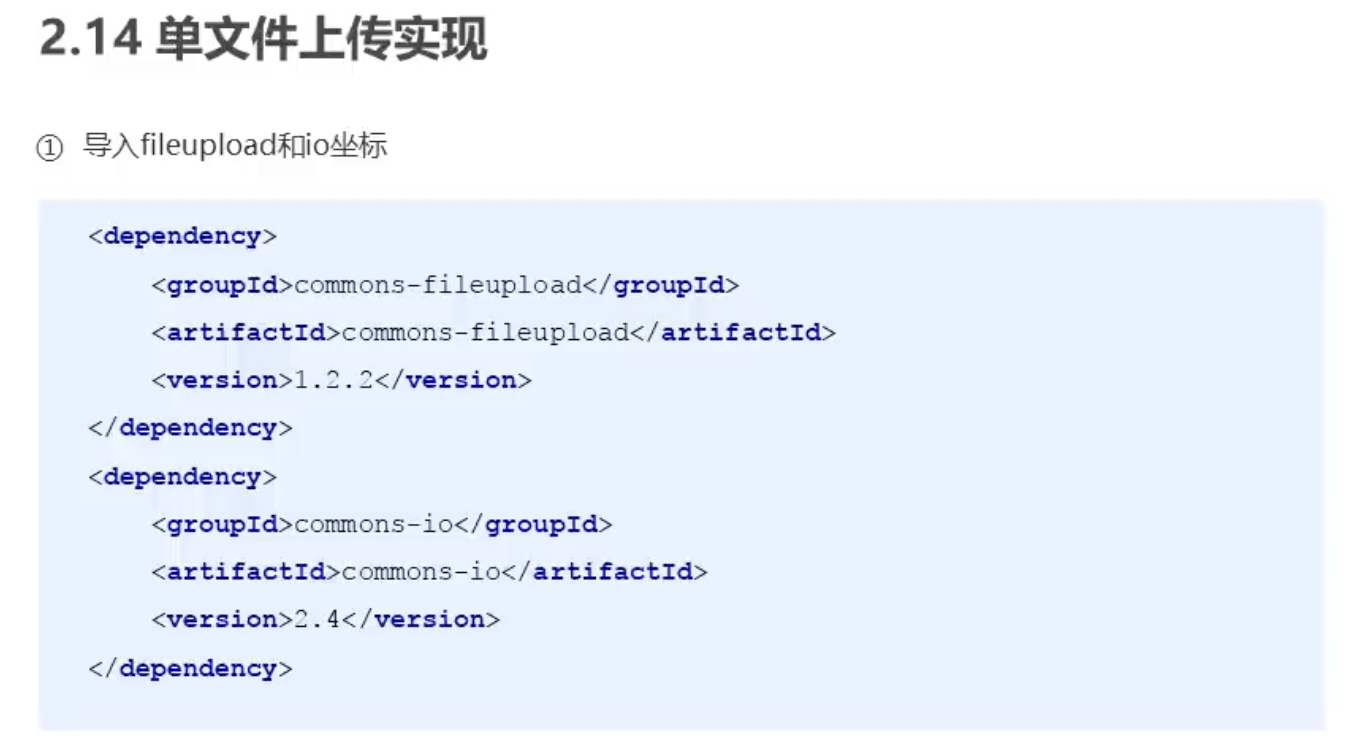 2.14 单文件上传实现
① 导入fileupload和io坐标
<dependency>
    <groupId>commons-fileupload</groupId>
    <artifactId>commons-fileupload</artifactId>
    <version>1.2.2</version>
</dependency>
<dependency>
    <groupId>commons-io</groupId>
    <artifactId>commons-io</artifactId>
    <version>2.4</version>
</dependency>